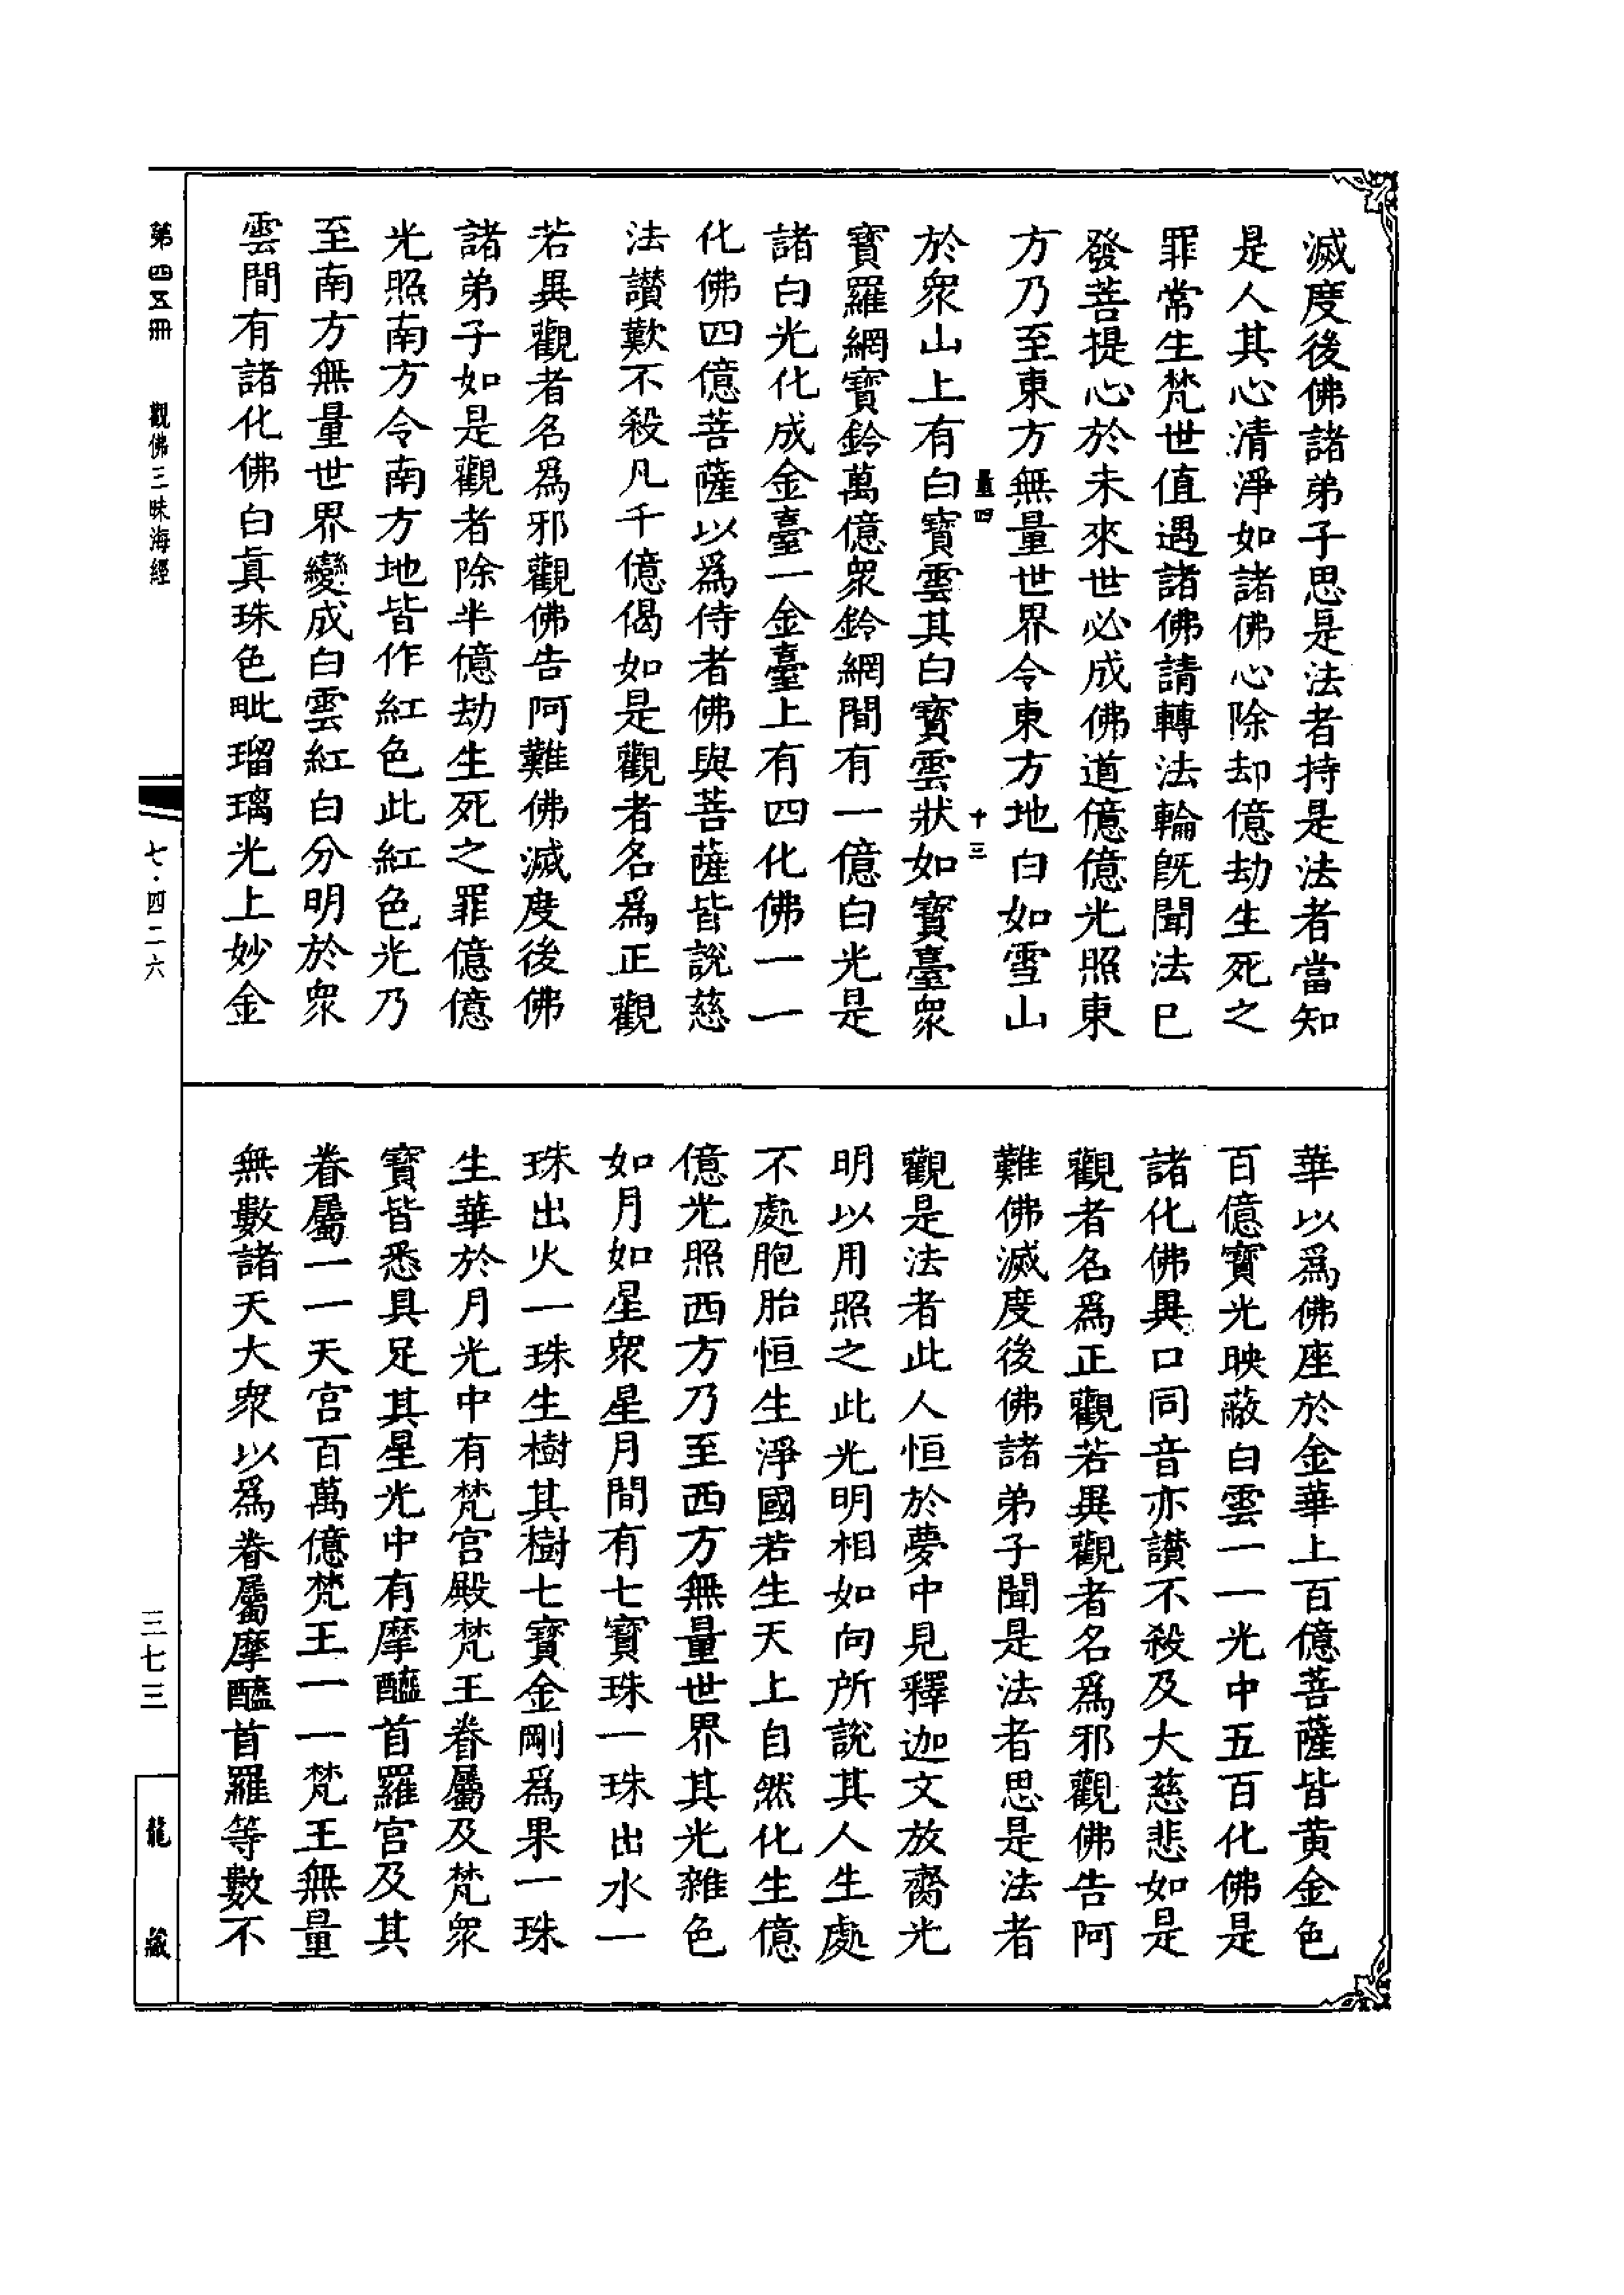 滅度後佛諸弟子思是法者持是法者當知
是人其心清淨如諸佛心除却億劫生死之
罪常生梵世值遇諸佛請轉法輪旣聞法已
發菩提心於未來世必成佛道億億光照東
方乃至東方無量世界令東方地白如雪山
量四 十三
於衆山上有白寶雲其白寶雲狀如寶臺衆
寶羅網寶鈴萬億衆鈴網間有一億白光是
諸白光化成金臺一金臺上有四化佛一一
化佛四億菩薩以爲侍者佛與菩薩皆說慈
法讃歎不殺凡千億偈如是觀者名爲正觀
若異觀者名爲邪觀佛告阿難佛滅度後佛
諸弟子如是觀者除半億劫生死之罪億億
光照南方令南方地皆作紅色此紅色光乃
至南方無量世界變成白雲紅白分明於衆
雲間有諸化佛白眞珠色毗瑠璃光上妙金
華以爲佛座於金華上百億菩薩皆黃金色
百億寶光映蔽白雲一一光中五百化佛是
諸化佛異口同音亦讃不殺及大慈悲如是
觀者名爲正觀若異觀者名爲邪觀佛告阿
難佛滅度後佛諸弟子聞是法者思是法者
觀是法者此人恒於夢中見釋迦文放齊光
明以用照之此光明相如向所說其人生處
不處胞胎恒生淨國若生天上自然化生億
億光照西方乃至西方無量世界其光雜色
如月如星衆星月間有七寶珠一珠出水一
珠出火一珠生樹其樹七寶金剛爲果一珠
生華於月光中有梵宮殿梵王眷屬及梵衆
寶皆悉具足其星光中有摩醯首羅宮及其
眷屬一一天宮百萬億梵王一一梵王無量
無數諸天大衆以爲眷屬摩醯首羅等數不
第四五冊 觀佛三昧海經
七·四二六
三七三
龍藏